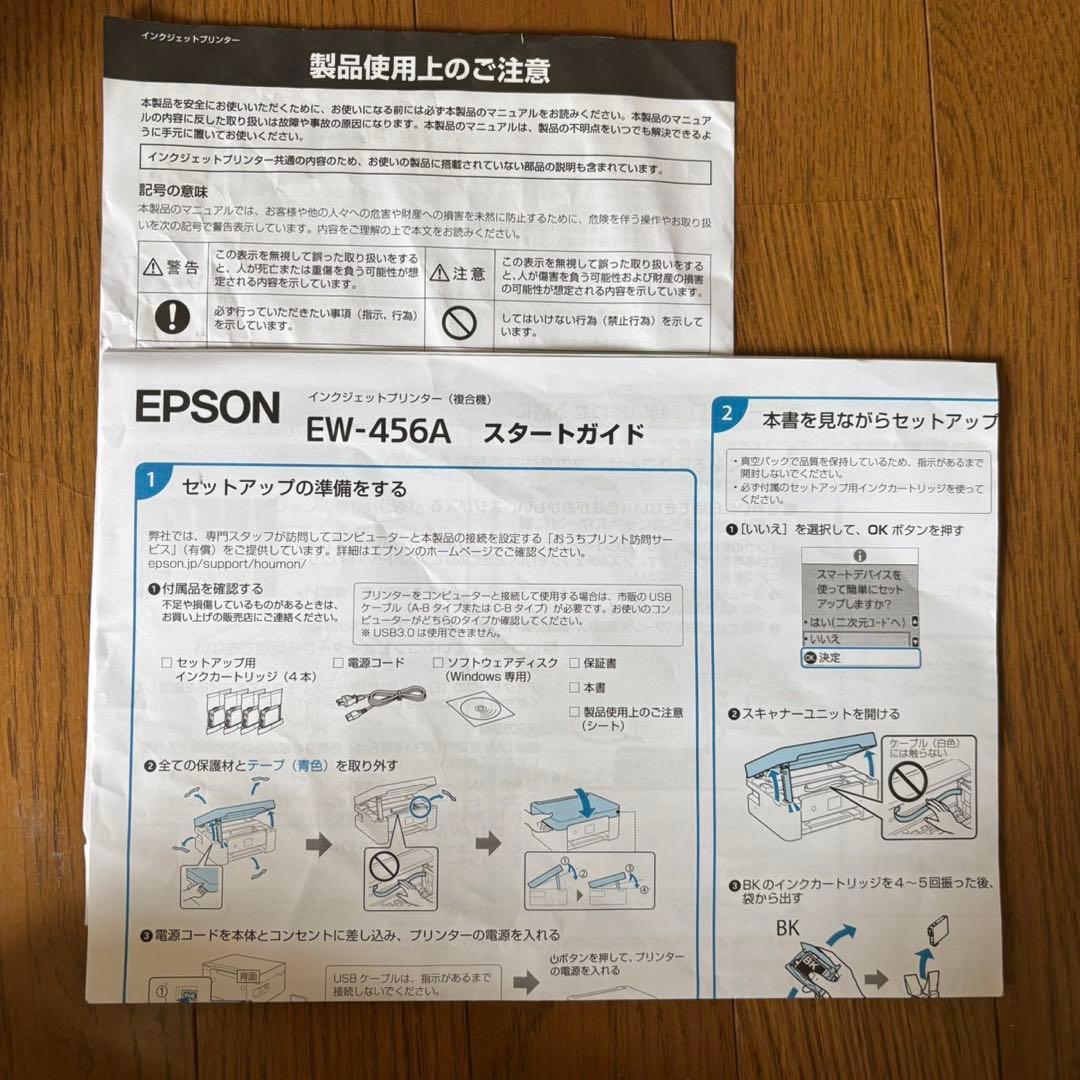 インクジェットプリンター
製品使用上のご注意
本製品を安全にお使いいただくために、お使いになる前には必ず本製品のマニュアルをお読みください。本製品のマニュア
ルの内容に反した取り扱いは故障や事故の原因になります。本製品のマニュアルは、製品の不明点をいつでも解決できるよ
うに手元に置いてお使いください。
インクジェットプリンター共通の内容のため、お使いの製品に搭載されていない部品の説明も含まれています。
記号の意味
本製品のマニュアルでは、お客様や他の人々への危害や財産への損害を未然に防止するために、危険を伴う操作やお取り扱
いを次の記号で警告表示しています。内容をご理解の上で本文をお読みください。
警告
この表示を無視して誤った取り扱いをする
と、人が死亡または重傷を負う可能性が想
定される内容を示しています。
注意
この表示を無視して誤った取り扱いをする
と、人が傷害を負う可能性および財産の損害
の可能性が想定される内容を示しています。
必ず行っていただきたい事項（指示、行為）
を示しています。
してはいけない行為（禁止行為）を示して
います。
EPSON
インクジェットプリンター（複合機）
EW-456A スタートガイド
1 セットアップの準備をする
弊社では、専門スタッフが訪問してコンピューターと本製品の接続を設定する「おうちプリント訪問サー
ビス」（有償）をご提供しています。詳細はエプソンのホームページでご確認ください。
epson.jp/support/houmon/
❶付属品を確認する
不足や損傷しているものがあるときは、
お買い上げの販売店にご連絡ください。
プリンターをコンピューターと接続して使用する場合は、市販の USB
ケーブル（A-B タイプまたは C-B タイプ）が必要です。お使いのコン
ピューターがどちらのタイプか確認してください。
※ USB3.0 は使用できません。
□ セットアップ用
インクカートリッジ（4 本）
□ 電源コード
□ ソフトウェアディスク
（Windows 専用）
□ 保証書
□ 本書
□ 製品使用上のご注意
（シート）
❷全ての保護材とテープ（青色）を取り外す
①
②
③
④
❸電源コードを本体とコンセントに差し込み、プリンターの電源を入れる
①
背面
USB ケーブルは、指示があるまで
接続しないでください。
⏻ボタンを押して、プリンター
の電源を入れる
2 本書を見ながらセットアップ
・真空パックで品質を保持しているため、指示があるまで
開封しないでください。
・必ず付属のセットアップ用インクカートリッジを使って
ください。
❶［いいえ］を選択して、OK ボタンを押す
スマートデバイスを
使って簡単にセット
アップしますか?
・はい(二次元ｺｰﾄﾞへ)
・いいえ
OK 決定
❷スキャナーユニットを開ける
ケーブル（白色）
には触らない
❸BK のインクカートリッジを 4～5 回振った後、
袋から出す
BK
BK